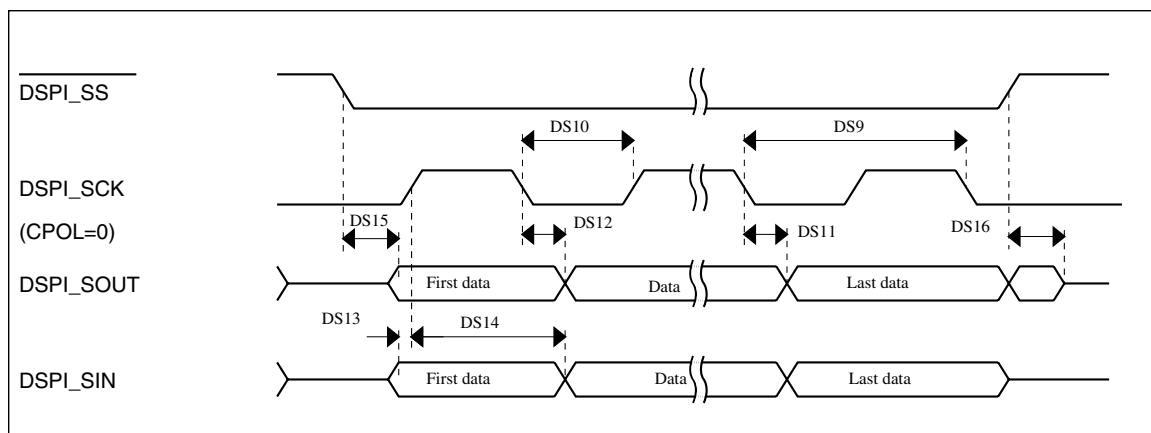 DSPI_SS
DS10
DS9
DSPI_SCK
(CPOL=0)
DS15
DS12
DS11
DS16
DSPI_SOUT
First data
Data
Last data
DS13
DS14
DSPI_SIN
First data
Data
Last data